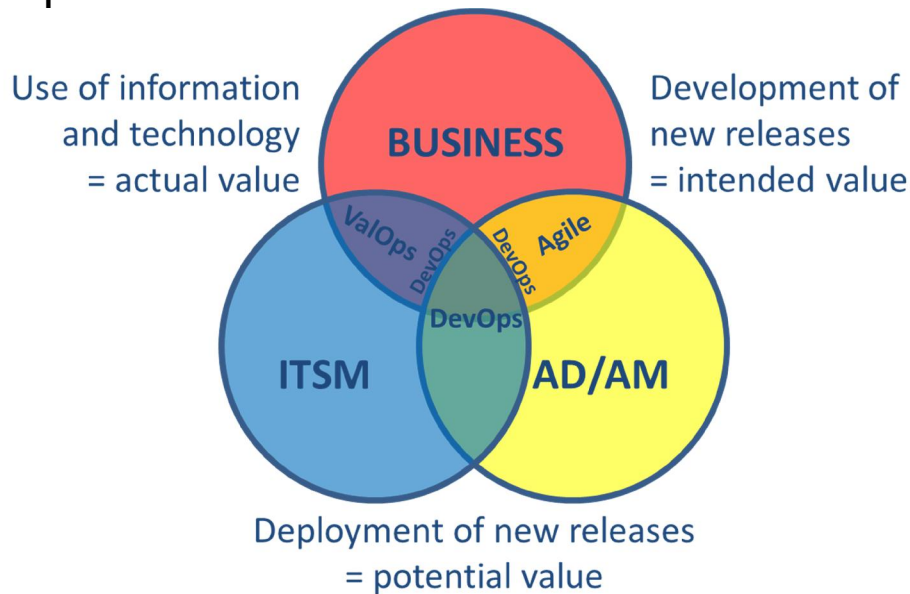 Use of information
and technology
= actual value
Development of
new releases
= intended value
BUSINESS
ValOps
DevOps
DevOps
Agile
DevOps
ITSM
AD/AM
Deployment of new releases
= potential value